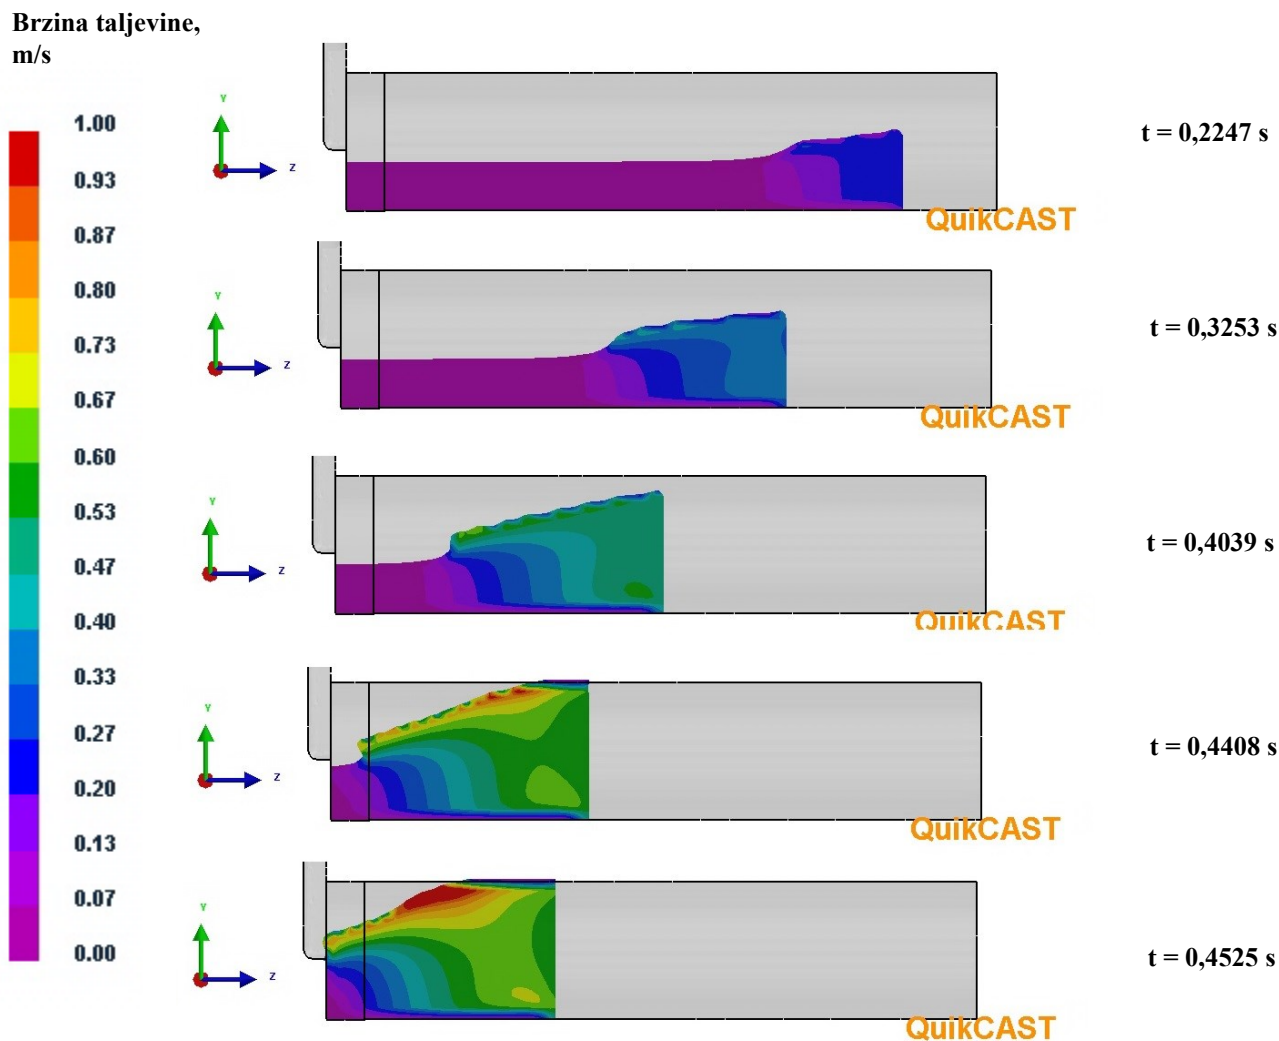 Brzina taljevine,
m/s
1.00
0.93
0.87
0.80
0.73
0.67
0.60
0.53
0.47
0.40
0.33
0.27
0.20
0.13
0.07
0.00
Y
Z
QuikCAST
t = 0,2247 s
Y
Z
QuikCAST
t = 0,3253 s
Y
Z
QuikCAST
t = 0,4039 s
Y
Z
QuikCAST
t = 0,4408 s
Y
Z
QuikCAST
t = 0,4525 s